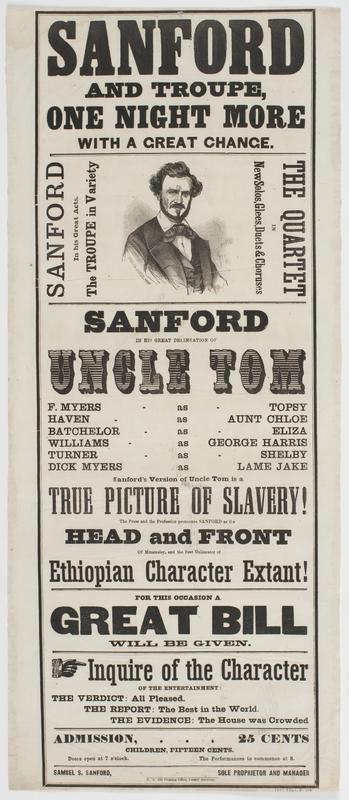 SANFORD
AND TROUPE,
ONE NIGHT MORE
WITH A GREAT CHANGE.
SANFORD
In his Great Acts.
The TROUPE in Variety
New Solos, Glees, Duets & Choruses
IN
THE QUARTET
SANFORD
IN HIS GREAT DELINEATION OF
UNCLE TOM
F. MYERS - as - TOPSY
HAVEN - as - AUNT CHLOE
BATCHELOR - as - ELIZA
WILLIAMS - as - GEORGE HARRIS
TURNER - as - SHELBY
DICK MYERS - as - LAME JAKE
Sanford's Version of Uncle Tom is a
TRUE PICTURE OF SLAVERY!
The Press and the Profession pronounce SANFORD as the
HEAD and FRONT
Of Minstrelsy, and the Best Delineator of
Ethiopian Character Extant!
FOR THIS OCCASION A
GREAT BILL
WILL BE GIVEN.
Inquire of the Character
OF THE ENTERTAINMENT:
THE VERDICT: All Pleased.
THE REPORT: The Best in the World.
THE EVIDENCE: The House was Crowded
ADMISSION, . . . 25 CENTS
CHILDREN, FIFTEEN CENTS.
Doors open at 7 o'clock. The Performances to commence at 8.
SAMUEL S. SANFORD, SOLE PROPRIETOR AND MANAGER